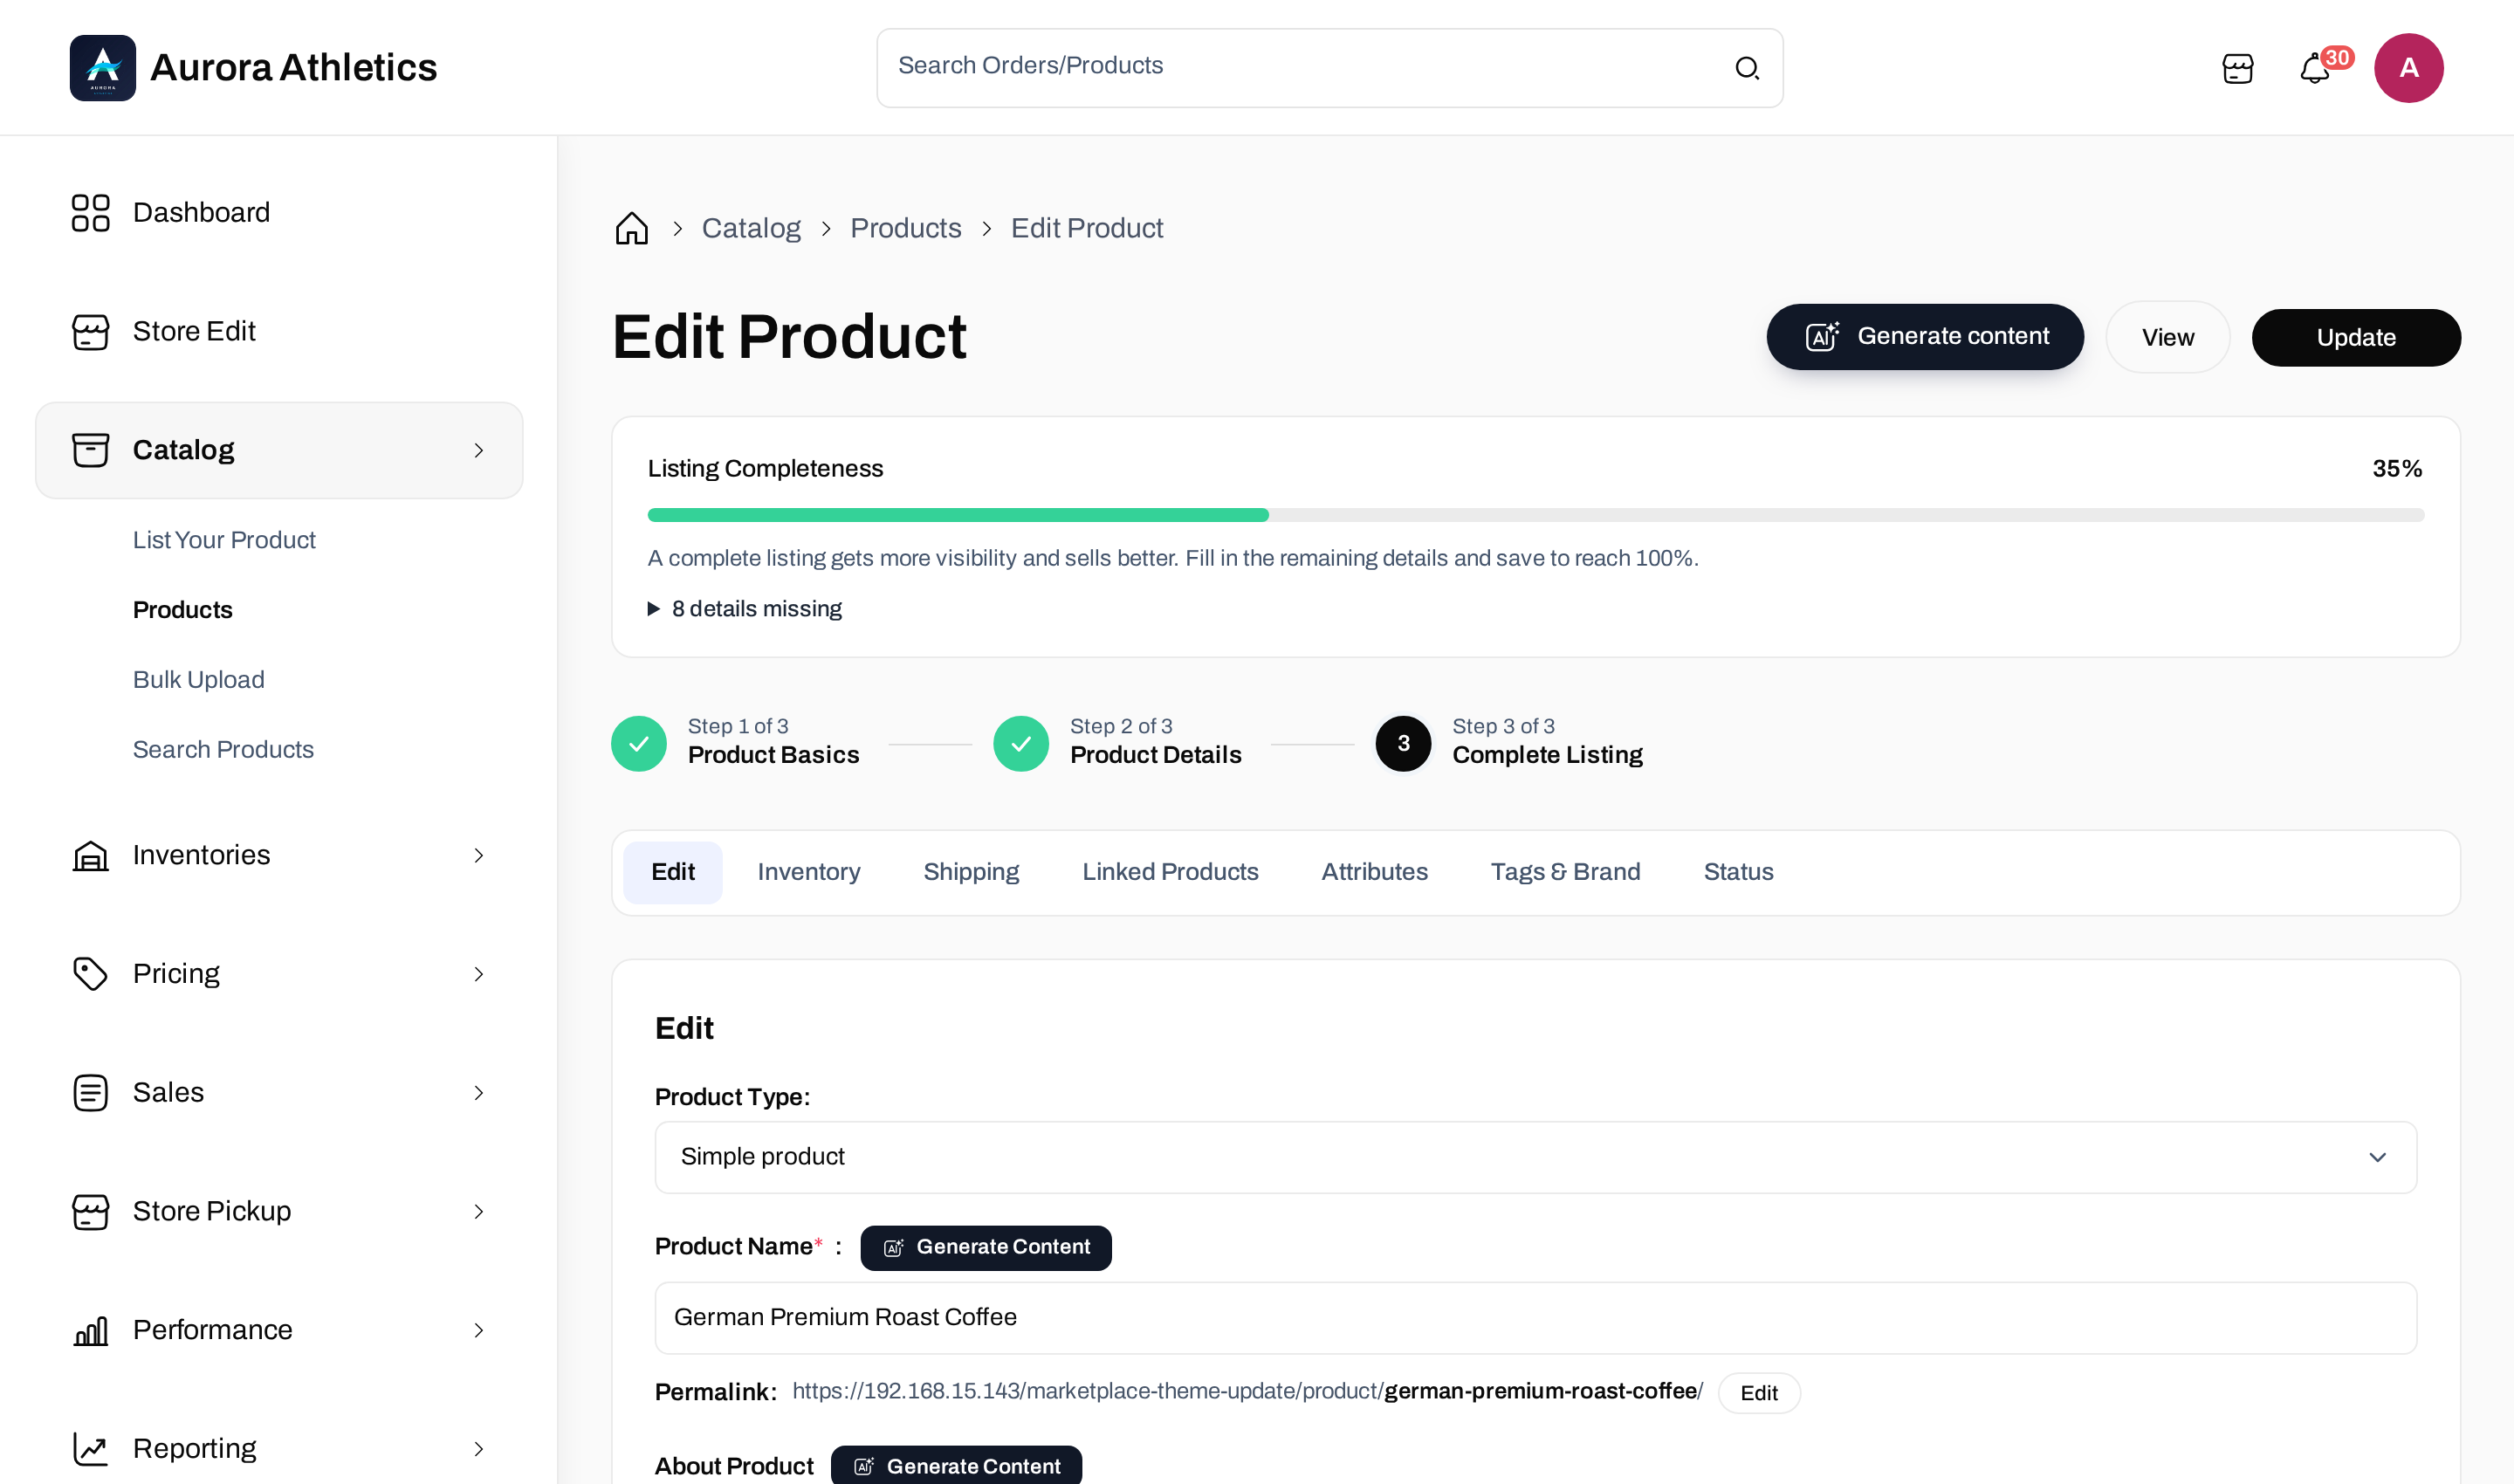 Aurora Athletics
Search Orders/Products
30
A
AURORA
Dashboard
Store Edit
Catalog
List Your Product
Products
Bulk Upload
Search Products
Inventories
Pricing
Sales
Store Pickup
Performance
Reporting
Catalog
Products
Edit Product
Edit Product
AI Generate content
View
Update
Listing Completeness
35%
A complete listing gets more visibility and sells better. Fill in the remaining details and save to reach 100%.
8 details missing
Step 1 of 3
Product Basics
Step 2 of 3
Product Details
3
Step 3 of 3
Complete Listing
Edit
Inventory
Shipping
Linked Products
Attributes
Tags & Brand
Status
Edit
Product Type:
Simple product
Product Name* :
AI Generate Content
German Premium Roast Coffee
Permalink: https://192.168.15.143/marketplace-theme-update/product/german-premium-roast-coffee/
Edit
About Product
AI Generate Content